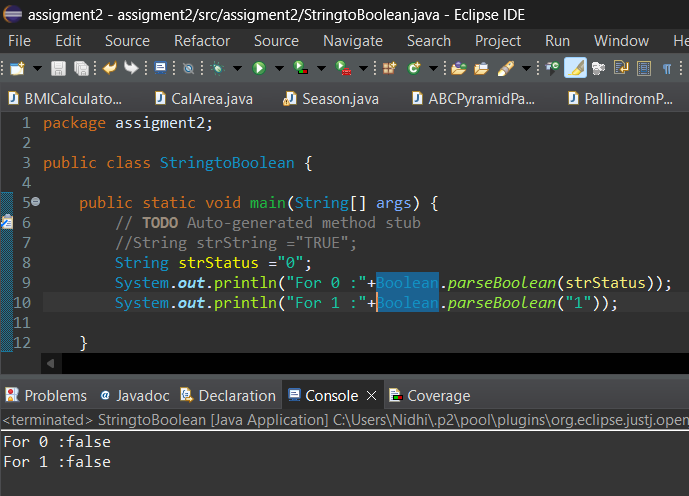 assigment2 - assigment2/src/assigment2/StringtoBoolean.java - Eclipse IDE
File Edit Source Refactor Source Navigate Search Project Run Window He
BMICalculato... CalArea.java Season.java ABCPyramidPa... PallindromP...
1 package assigment2;
2
3 public class StringtoBoolean {
4
5 public static void main(String[] args) {
6 // TODO Auto-generated method stub
7 //String strString ="TRUE";
8 String strStatus ="0";
9 System.out.println("For 0 :"+Boolean.parseBoolean(strStatus));
10 System.out.println("For 1 :"+Boolean.parseBoolean("1"));
11
12 }
Problems Javadoc Declaration Console Coverage
<terminated> StringtoBoolean [Java Application] C:\Users\Nidhi\.p2\pool\plugins\org.eclipse.justj.open
For 0 :false
For 1 :false